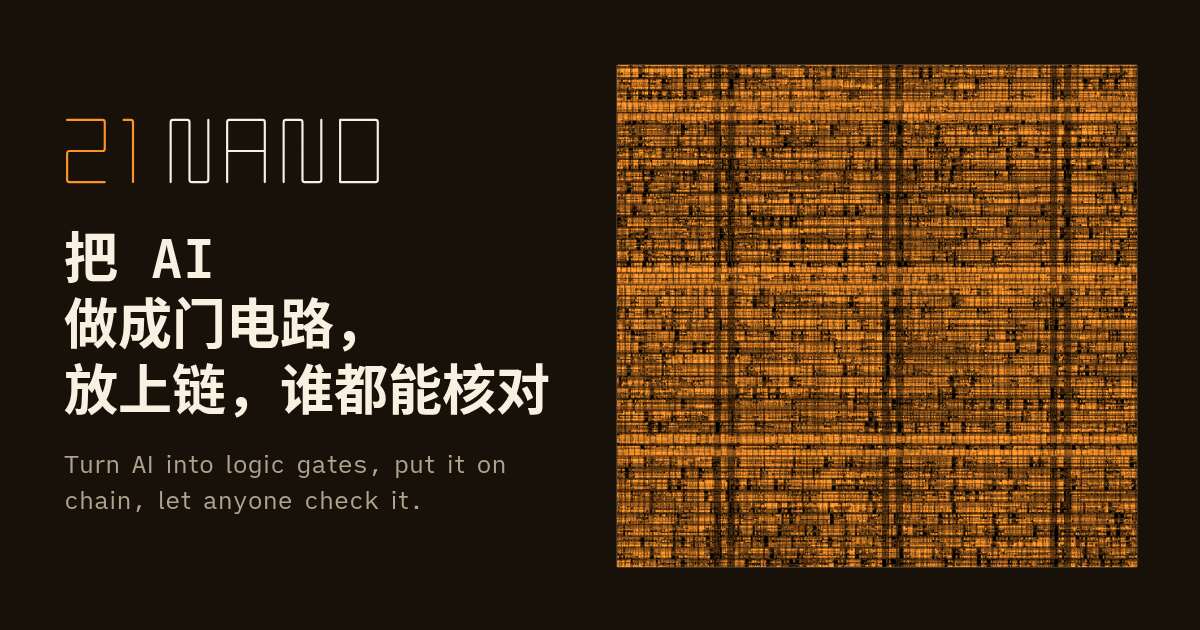 21 NAND
把 AI
做成门电路，
放上链，谁都能核对
Turn AI into logic gates, put it on
chain, let anyone check it.